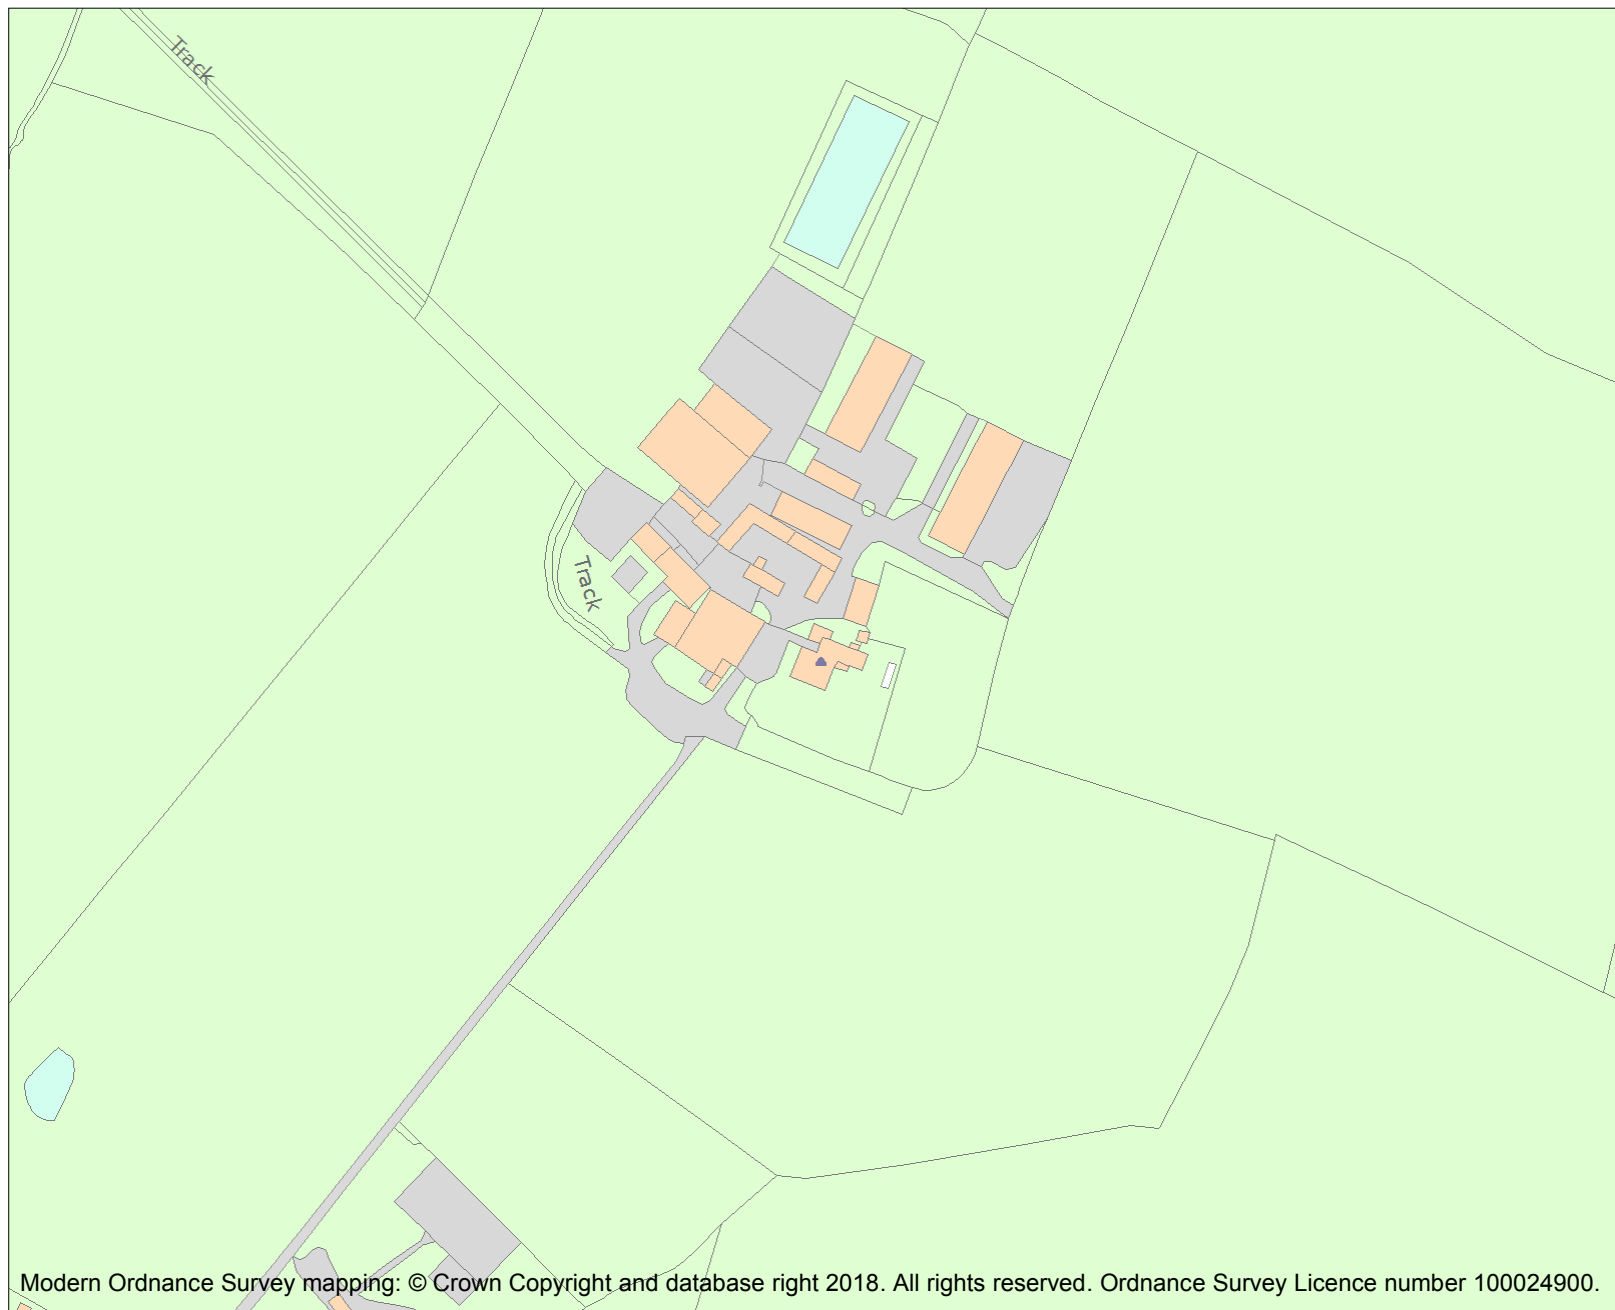 Track
Track
Modern Ordnance Survey mapping: © Crown Copyright and database right 2018. All rights reserved. Ordnance Survey Licence number 100024900.